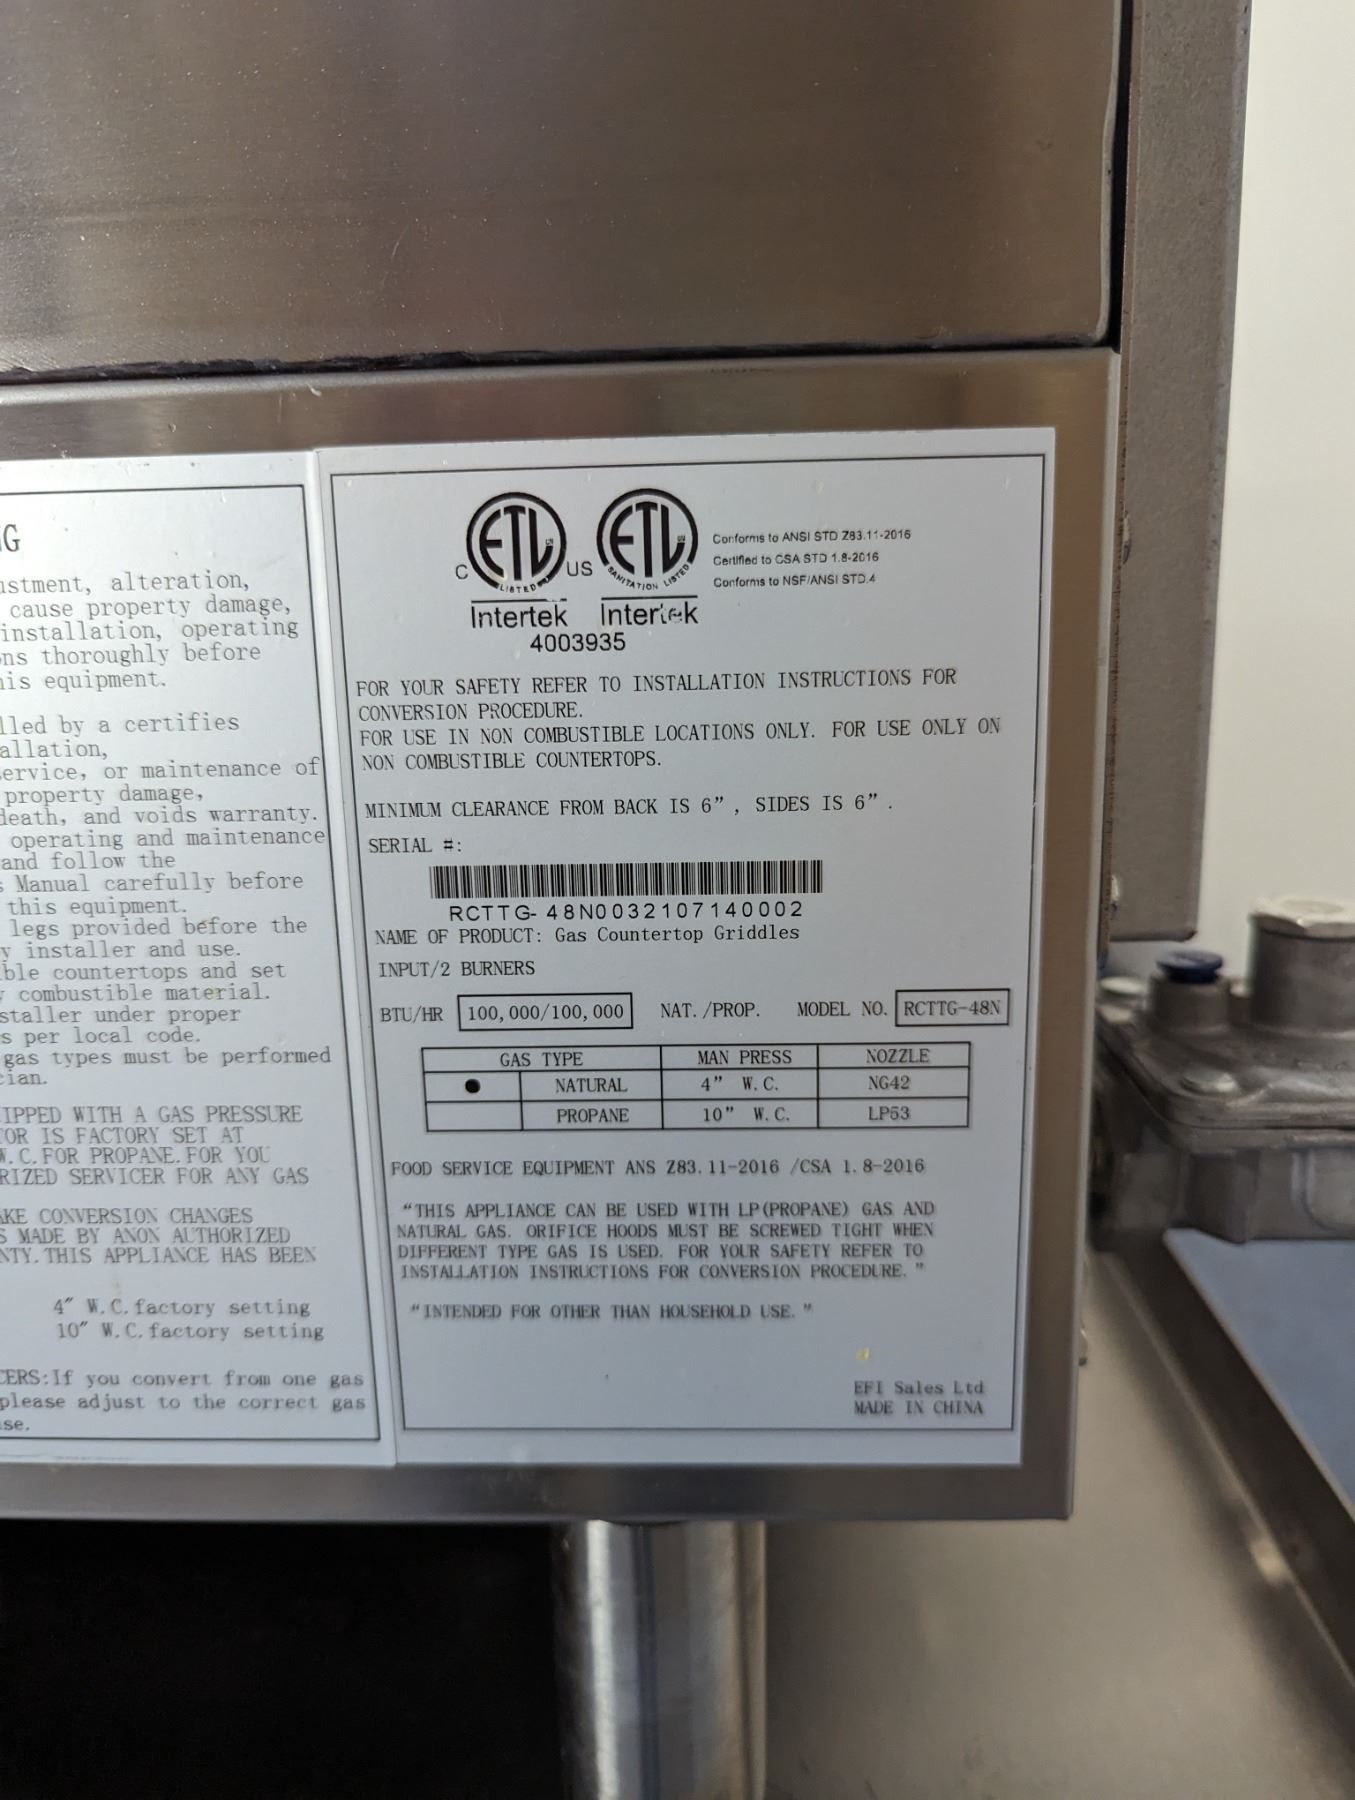 G
ustment, alteration,
cause property damage,
installation, operating
ns thoroughly before
is equipment.
lled by a certifies
allation,
ervice, or maintenance of
property damage,
death, and voids warranty.
operating and maintenance
and follow the
s Manual carefully before
this equipment.
legs provided before the
y installer and use.
ble countertops and set
y combustible material.
staller under proper
s per local code.
gas types must be performed
cian.
IPPED WITH A GAS PRESSURE
TOR IS FACTORY SET AT
W.C.FOR PROPANE.FOR YOU
RIZED SERVICER FOR ANY GAS
AKE CONVERSION CHANGES
S MADE BY ANON AUTHORIZED
NTY.THIS APPLIANCE HAS BEEN
4" W.C.factory setting
10" W.C.factory setting
CERS:If you convert from one gas
please adjust to the correct gas
se.
C ETL LISTED US
ETL SANITATION LISTED
Intertek Intertek
4003935
Conforms to ANSI STD Z83.11-2016
Certified to CSA STD 1.8-2016
Conforms to NSF/ANSI STD.4
FOR YOUR SAFETY REFER TO INSTALLATION INSTRUCTIONS FOR
CONVERSION PROCEDURE.
FOR USE IN NON COMBUSTIBLE LOCATIONS ONLY. FOR USE ONLY ON
NON COMBUSTIBLE COUNTERTOPS.
MINIMUM CLEARANCE FROM BACK IS 6", SIDES IS 6".
SERIAL #:
RCTTG-48N0032107140002
NAME OF PRODUCT: Gas Countertop Griddles
INPUT/2 BURNERS
BTU/HR 100,000/100,000 NAT./PROP. MODEL NO. RCTTG-48N
GAS TYPE MAN PRESS NOZZLE
● NATURAL 4" W.C. NG42
PROPANE 10" W.C. LP53
FOOD SERVICE EQUIPMENT ANS Z83.11-2016 /CSA 1.8-2016
"THIS APPLIANCE CAN BE USED WITH LP(PROPANE) GAS AND
NATURAL GAS. ORIFICE HOODS MUST BE SCREWED TIGHT WHEN
DIFFERENT TYPE GAS IS USED. FOR YOUR SAFETY REFER TO
INSTALLATION INSTRUCTIONS FOR CONVERSION PROCEDURE."
"INTENDED FOR OTHER THAN HOUSEHOLD USE."
EFI Sales Ltd
MADE IN CHINA